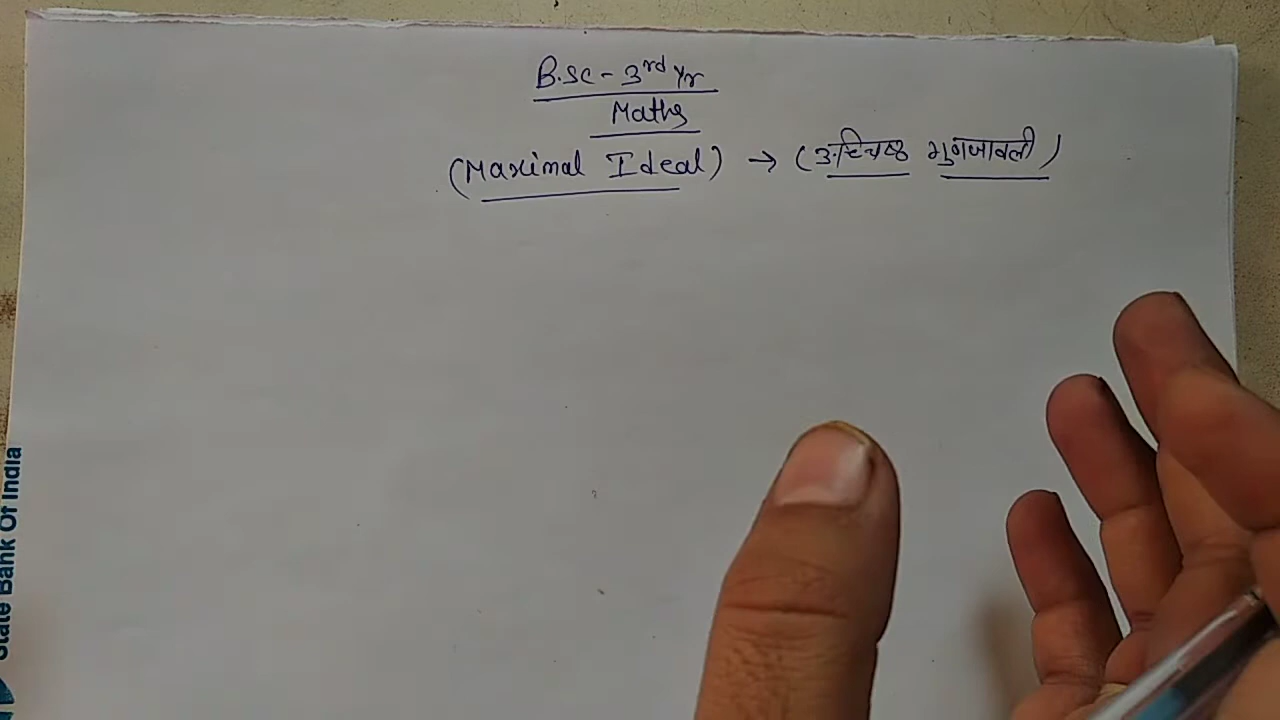 B.SC - 3rd Yr
Maths
(Maximal Ideal) → (उच्चिष्ठ गुणजावली)
State Bank Of India